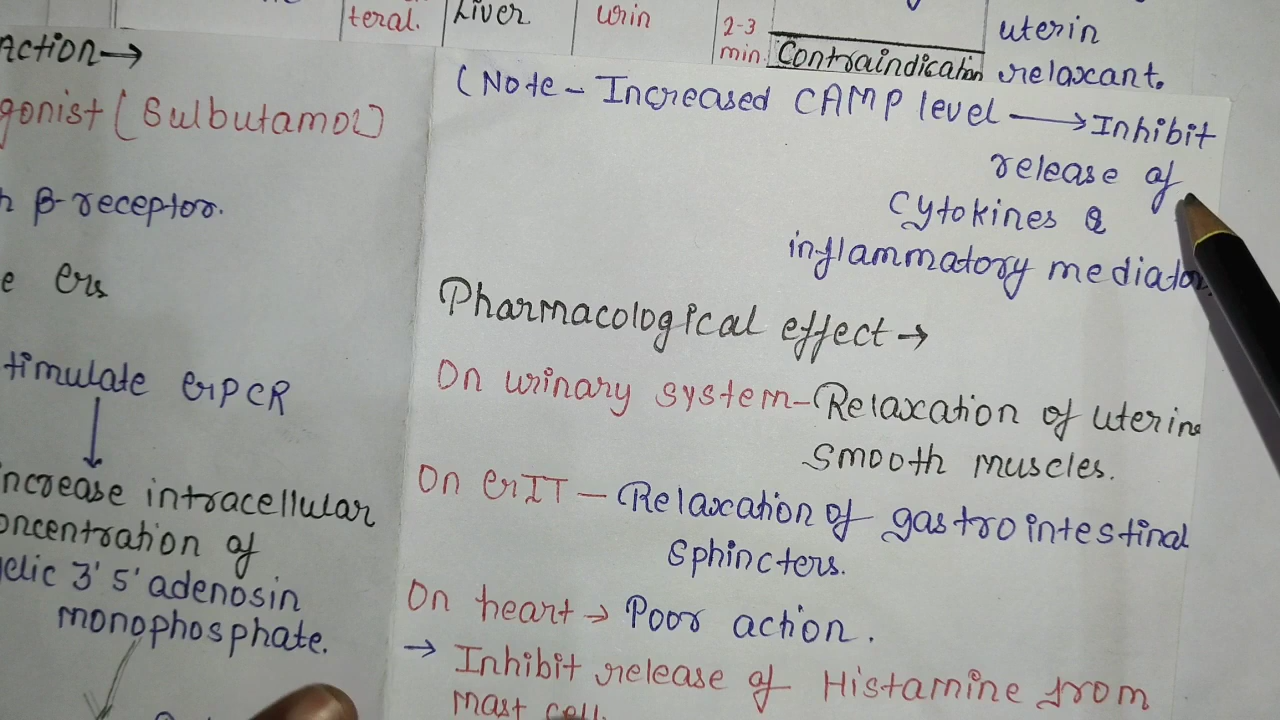 teral.
Liver
urin
2-3
min.
Contraindication
uterin
relaxant.
Action→
gonist (Salbutamol)
β-receptor.
e Grs
timulate GPCR
ncrease intracellular
oncentration of
clic 3' 5' adenosin
monophosphate.
(Note - Increased CAMP level → Inhibit
release of
Cytokines &
inflammatory mediator.
Pharmacological effect →
On urinary system - Relaxation of uterine
smooth muscles.
On GIT - Relaxation of gastrointestinal
sphincters.
On heart → Poor action.
→ Inhibit release of Histamine from
mast cell.